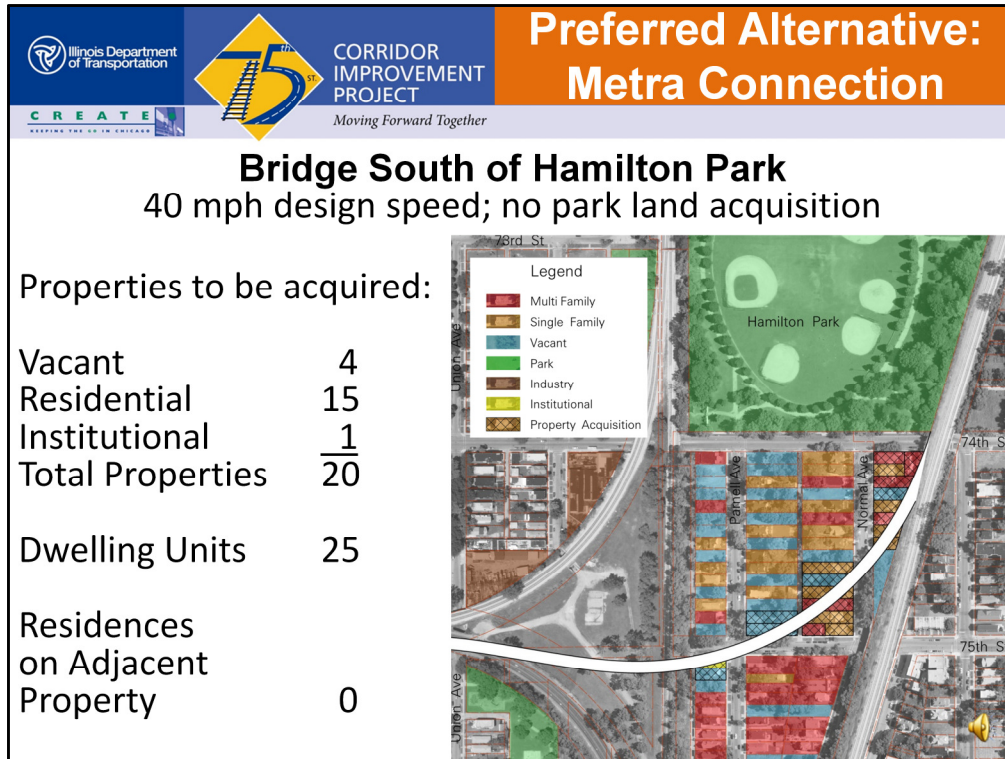 Illinois Department
of Transportation
CREATE
KEEPING THE GO IN CHICAGO
75th ST.
CORRIDOR
IMPROVEMENT
PROJECT
Moving Forward Together
Preferred Alternative:
Metra Connection
Bridge South of Hamilton Park
40 mph design speed; no park land acquisition
Properties to be acquired:
Vacant 4
Residential 15
Institutional 1
Total Properties 20
Dwelling Units 25
Residences
on Adjacent
Property 0
73rd St
Legend
Multi Family
Single Family
Vacant
Park
Industry
Institutional
Property Acquisition
Union Ave
Hamilton Park
74th S
Parnell Ave
Normal Ave
75th S
Union Ave